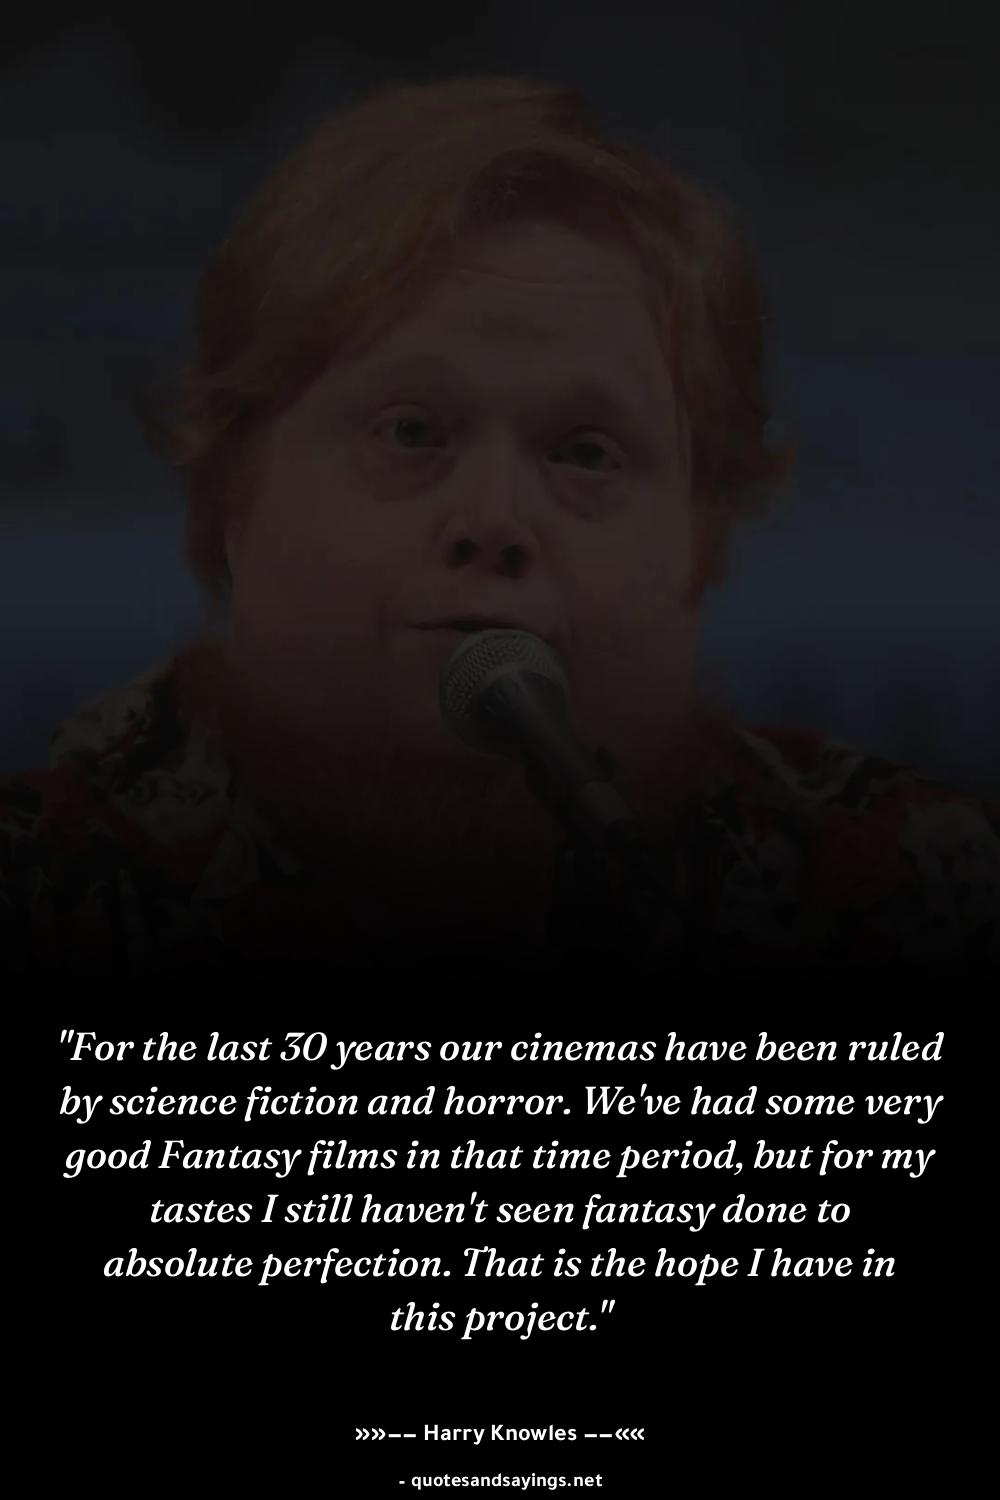 "For the last 30 years our cinemas have been ruled
by science fiction and horror. We've had some very
good Fantasy films in that time period, but for my
tastes I still haven't seen fantasy done to
absolute perfection. That is the hope I have in
this project."
»»–– Harry Knowles ––««
- quotesandsayings.net